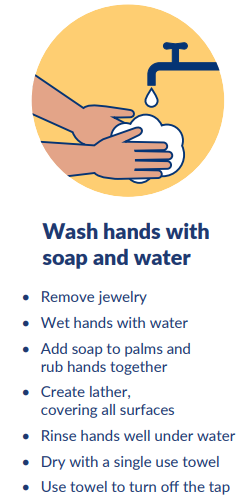 Wash hands with
soap and water
• Remove jewelry
• Wet hands with water
• Add soap to palms and
rub hands together
• Create lather,
covering all surfaces
• Rinse hands well under water
• Dry with a single use towel
• Use towel to turn off the tap